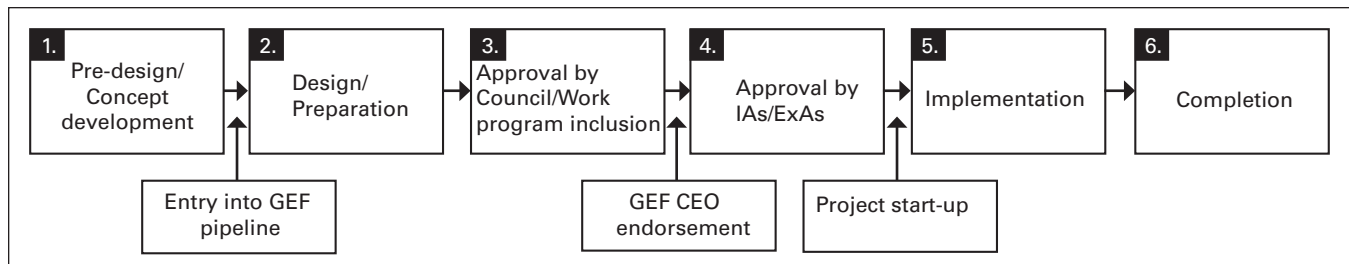 1.
Pre-design/
Concept
development
2.
Design/
Preparation
3.
Approval by
Council/Work
program inclusion
4.
Approval by
IAs/ExAs
5.
Implementation
6.
Completion
Entry into GEF
pipeline
GEF CEO
endorsement
Project start-up